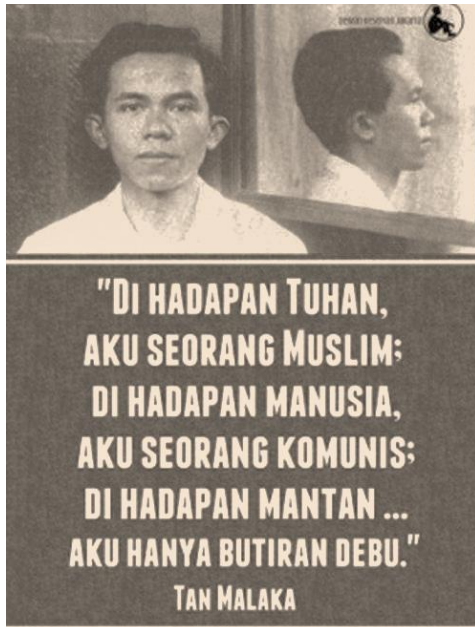 "Di hadapan Tuhan,
aku seorang Muslim;
di hadapan manusia,
aku seorang komunis;
di hadapan mantan ...
aku hanya butiran debu."
Tan Malaka